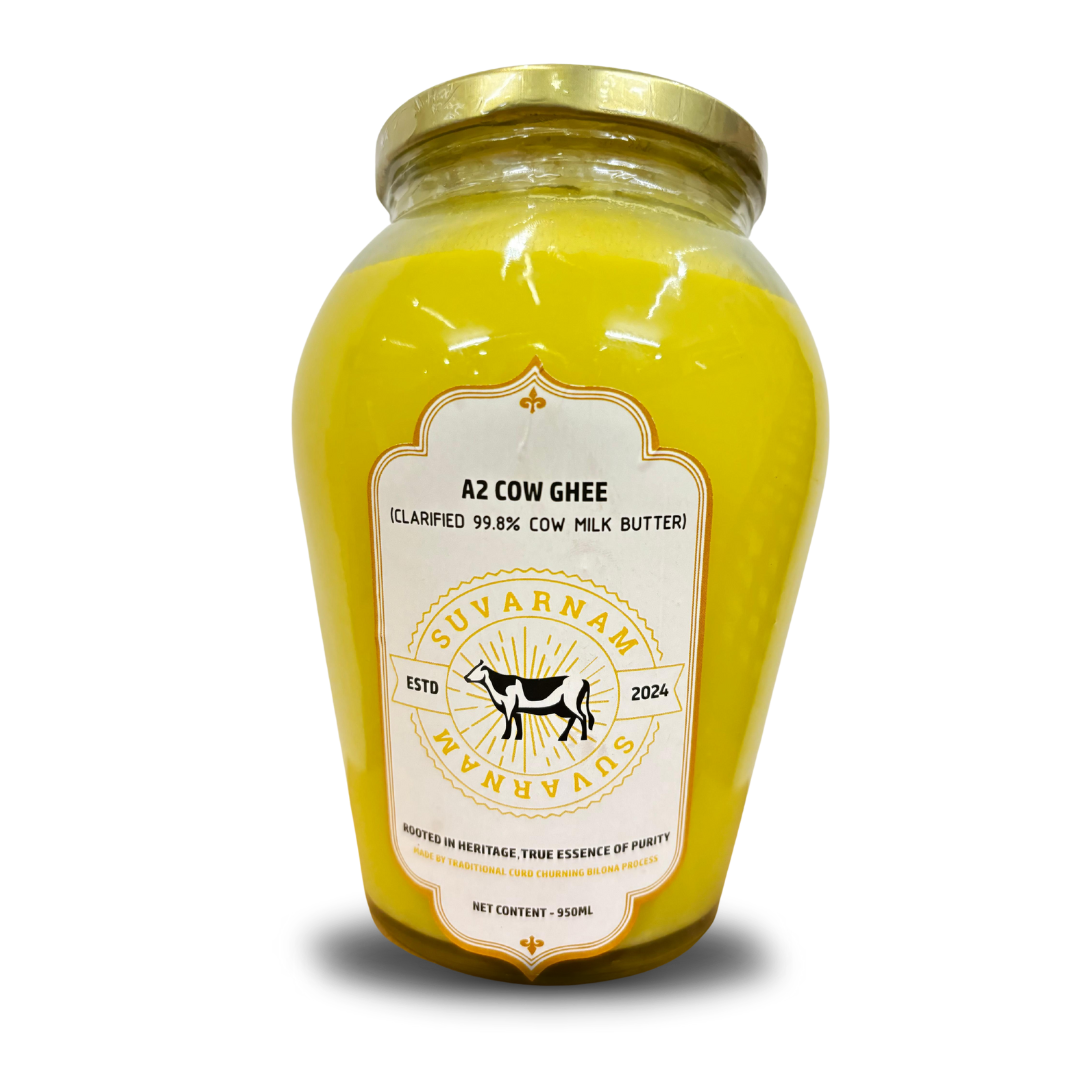 A2 COW GHEE
(CLARIFIED 99.8% COW MILK BUTTER)
SUVARNAM
ESTD
2024
SUVARNAM
ROOTED IN HERITAGE,TRUE ESSENCE OF PURITY
MADE BY TRADITIONAL CURD CHURNING BILONA PROCESS
NET CONTENT - 950ML